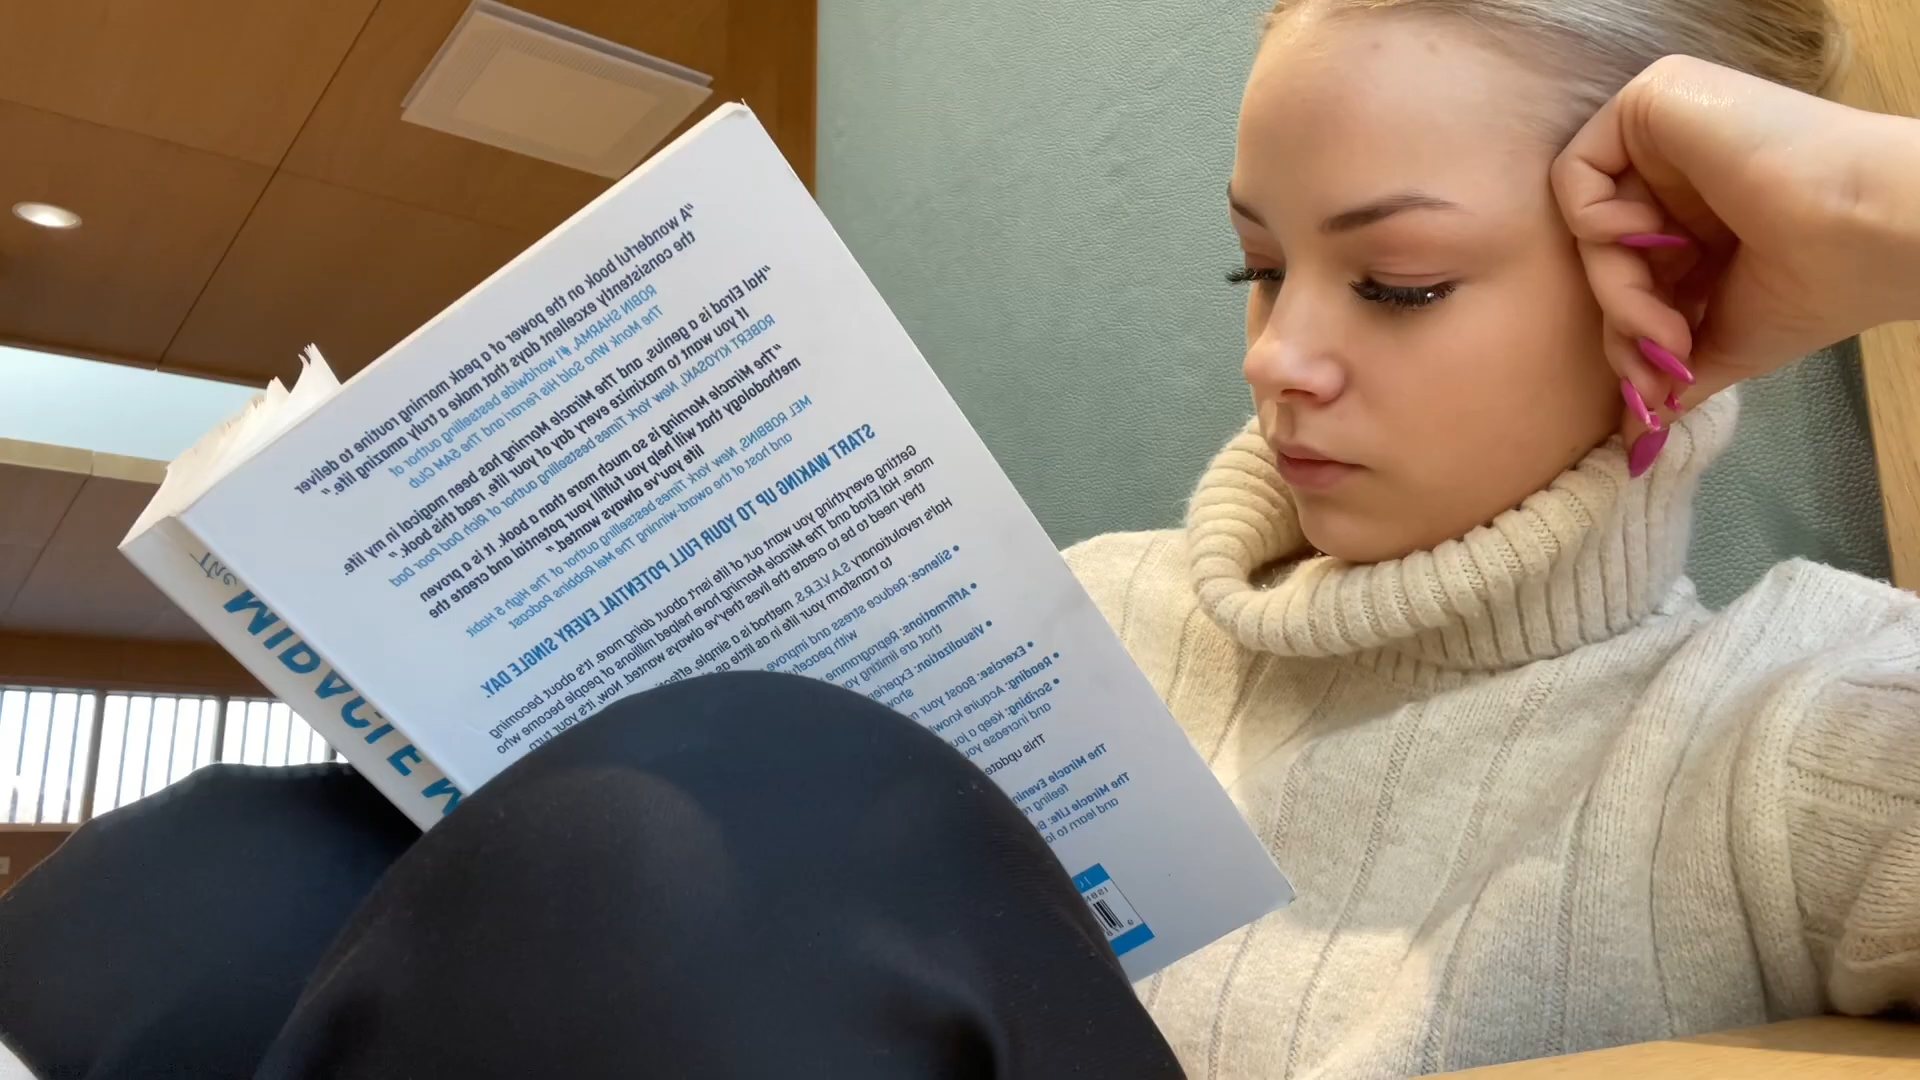 "A wonderful book on the power of a peak morning routine to deliver
the consistently excellent days that make a truly amazing life."
ROBIN SHARMA, #1 worldwide bestselling author of
The Monk Who Sold His Ferrari and The 5AM Club
"Hal Elrod is a genius, and The Miracle Morning has been magical in my life.
If you want to maximize every day of your life, read this book."
ROBERT KIYOSAKI, New York Times bestselling author of Rich Dad Poor Dad
"The Miracle Morning is so much more than a book. It is a proven
methodology that will help you fulfil your potential and create the
life you've always wanted."
MEL ROBBINS, New York Times bestselling author of The High 5 Habit
and host of the award-winning The Mel Robbins Podcast
START WAKING UP TO YOUR FULL POTENTIAL EVERY SINGLE DAY.
Getting everything you want out of life isn't about doing more. It's about becoming
more. Hal Elrod and The Miracle Morning have helped millions of people become who
they need to be to create the lives they've always wanted. Now, it's your turn.
Hal's revolutionary S.A.V.E.R.S. method is a simple,
to transform your life in as little as
• Silence: Reduce stress and improve
• Affirmations: Reprogramme
that are limiting
with peaceful
• Visualization:
• Exercise: Boost your
• Reading: Acquire
• Scribing: Keep a
and increase
This
The Miracle
feeling
The Miracle Life:
and learn to
ISBN
The
MIRACLE